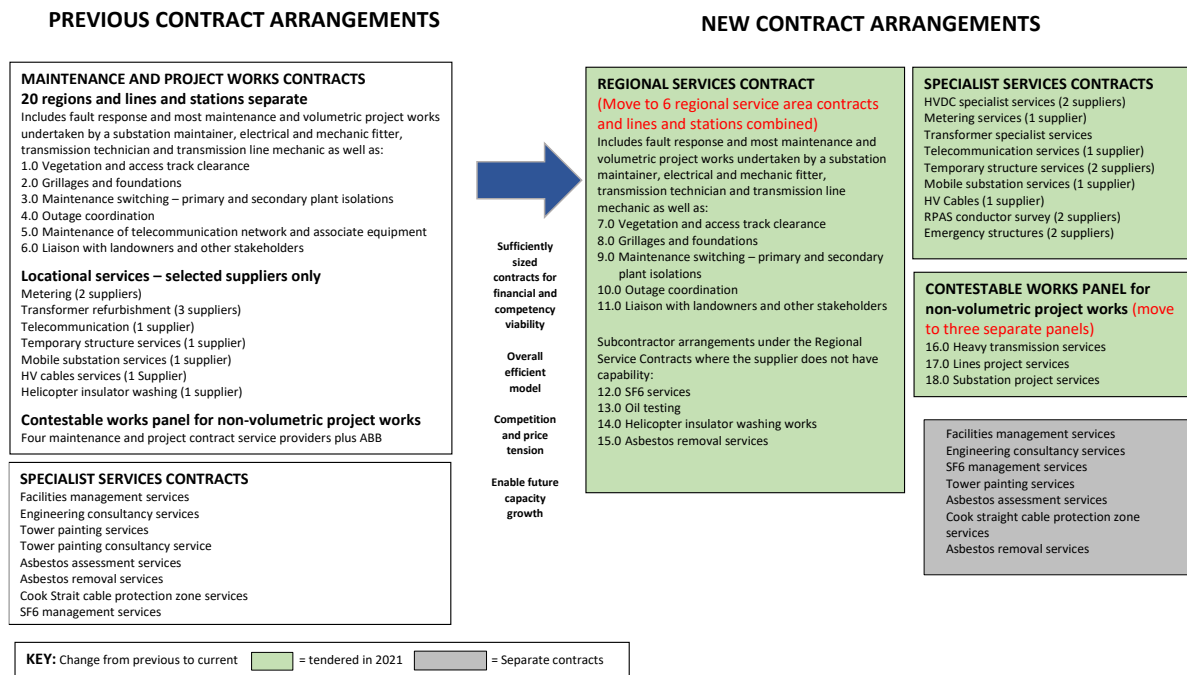 PREVIOUS CONTRACT ARRANGEMENTS
MAINTENANCE AND PROJECT WORKS CONTRACTS
20 regions and lines and stations separate
Includes fault response and most maintenance and volumetric project works
undertaken by a substation maintainer, electrical and mechanic fitter,
transmission technician and transmission line mechanic as well as:
1.0 Vegetation and access track clearance
2.0 Grillages and foundations
3.0 Maintenance switching – primary and secondary plant isolations
4.0 Outage coordination
5.0 Maintenance of telecommunication network and associate equipment
6.0 Liaison with landowners and other stakeholders
Locational services – selected suppliers only
Metering (2 suppliers)
Transformer refurbishment (3 suppliers)
Telecommunication (1 supplier)
Temporary structure services (1 supplier)
Mobile substation services (1 supplier)
HV cables services (1 Supplier)
Helicopter insulator washing (1 supplier)
Contestable works panel for non-volumetric project works
Four maintenance and project contract service providers plus ABB
SPECIALIST SERVICES CONTRACTS
Facilities management services
Engineering consultancy services
Tower painting services
Tower painting consultancy service
Asbestos assessment services
Asbestos removal services
Cook Strait cable protection zone services
SF6 management services
Sufficiently
sized
contracts for
financial and
competency
viability
Overall
efficient
model
Competition
and price
tension
Enable future
capacity
growth
NEW CONTRACT ARRANGEMENTS
REGIONAL SERVICES CONTRACT
(Move to 6 regional service area contracts
and lines and stations combined)
Includes fault response and most maintenance and
volumetric project works undertaken by a substation
maintainer, electrical and mechanic fitter,
transmission technician and transmission line
mechanic as well as:
7.0 Vegetation and access track clearance
8.0 Grillages and foundations
9.0 Maintenance switching – primary and secondary
plant isolations
10.0 Outage coordination
11.0 Liaison with landowners and other stakeholders
Subcontractor arrangements under the Regional
Service Contracts where the supplier does not have
capability:
12.0 SF6 services
13.0 Oil testing
14.0 Helicopter insulator washing works
15.0 Asbestos removal services
SPECIALIST SERVICES CONTRACTS
HVDC specialist services (2 suppliers)
Metering services (1 supplier)
Transformer specialist services
Telecommunication services (1 supplier)
Temporary structure services (2 suppliers)
Mobile substation services (1 supplier)
HV Cables (1 supplier)
RPAS conductor survey (2 suppliers)
Emergency structures (2 suppliers)
CONTESTABLE WORKS PANEL for
non-volumetric project works (move
to three separate panels)
16.0 Heavy transmission services
17.0 Lines project services
18.0 Substation project services
Facilities management services
Engineering consultancy services
SF6 management services
Tower painting services
Asbestos assessment services
Cook straight cable protection zone
services
Asbestos removal services
KEY: Change from previous to current = tendered in 2021 = Separate contracts